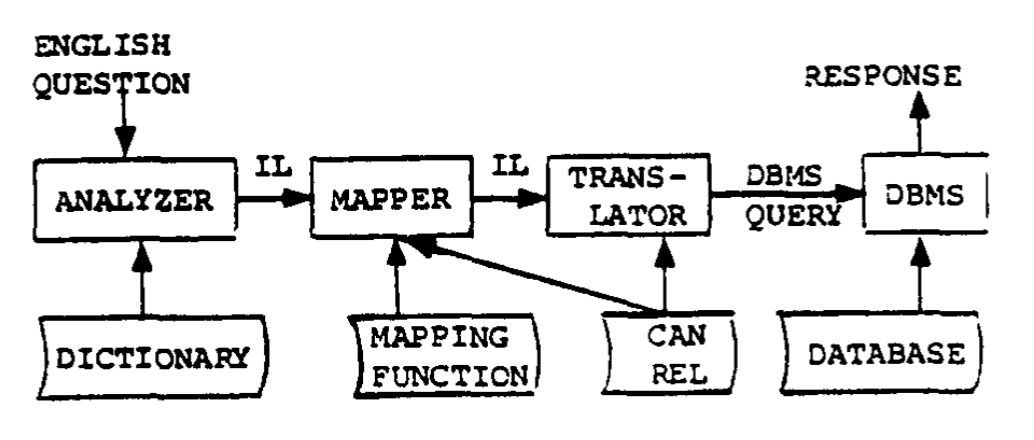 ENGLISH
QUESTION
RESPONSE
ANALYZER
IL
MAPPER
IL
TRANS-
LATOR
DBMS
QUERY
DBMS
DICTIONARY
MAPPING
FUNCTION
CAN
REL
DATABASE